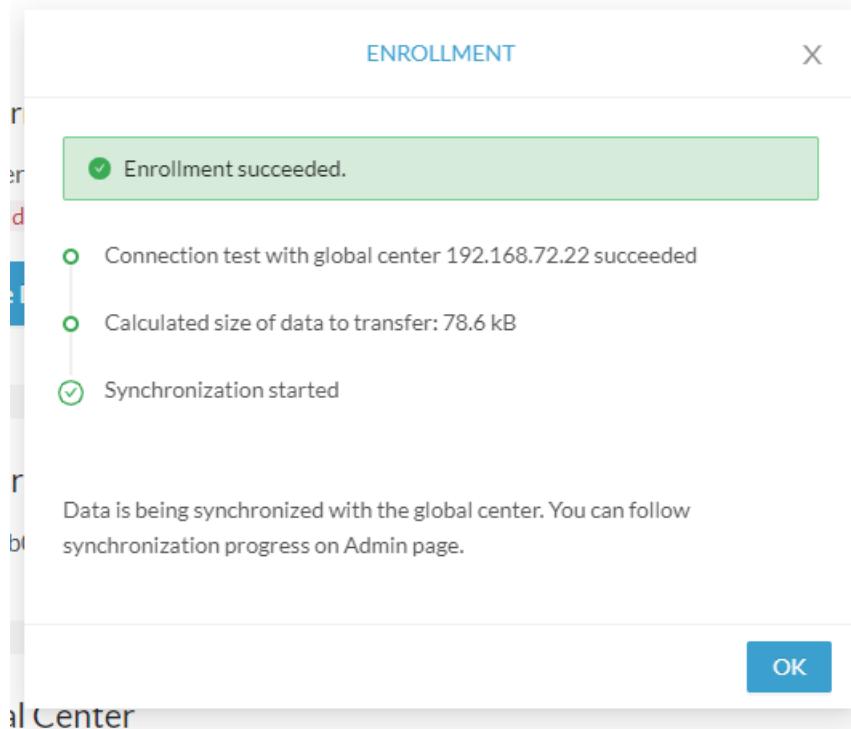 ENROLLMENT
X
Enrollment succeeded.
Connection test with global center 192.168.72.22 succeeded
Calculated size of data to transfer: 78.6 kB
Synchronization started
Data is being synchronized with the global center. You can follow
synchronization progress on Admin page.
OK
al Center